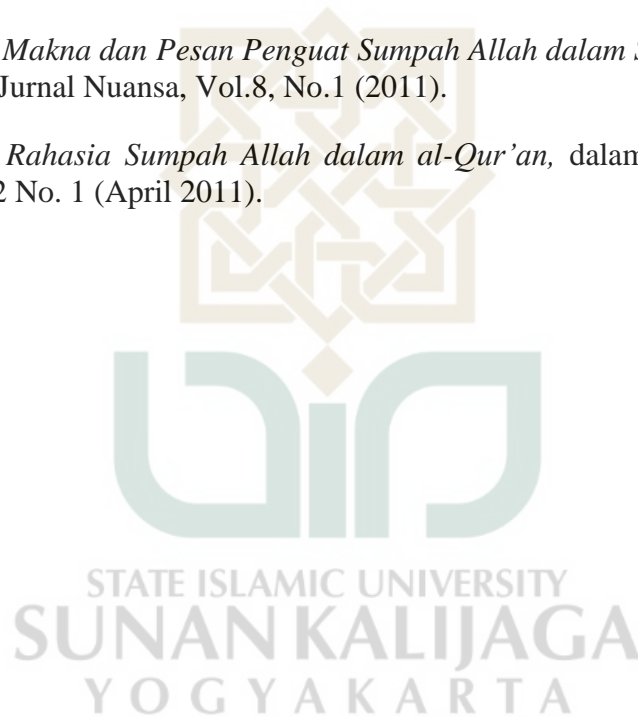 Makna dan Pesan Penguat Sumpah Allah dalam
Jurnal Nuansa, Vol.8, No.1 (2011).
Rahasia Sumpah Allah dalam al-Qur’an, dalam
2 No. 1 (April 2011).
STATE ISLAMIC UNIVERSITY
SUNAN KALIJAGA
YOGYAKARTA